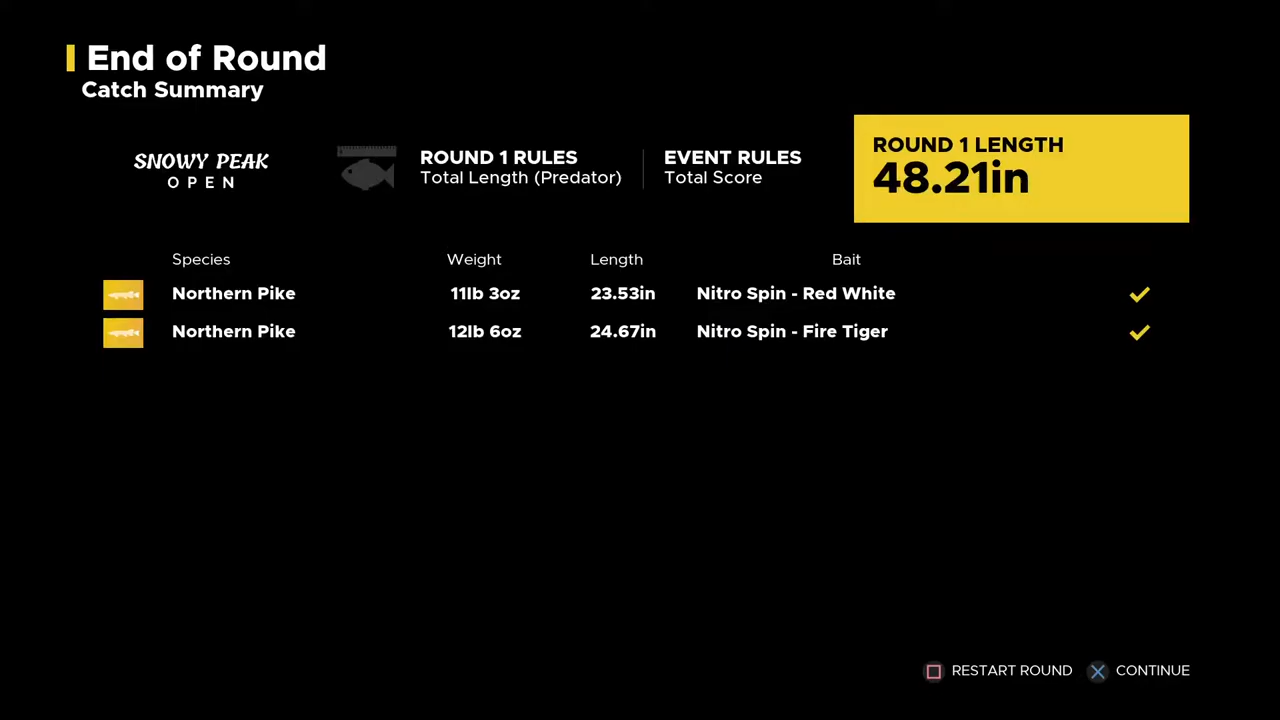 End of Round
Catch Summary
SNOWY PEAK
OPEN
ROUND 1 RULES
Total Length (Predator)
EVENT RULES
Total Score
ROUND 1 LENGTH
48.21in
Species Weight Length Bait
Northern Pike 11lb 3oz 23.53in Nitro Spin - Red White
Northern Pike 12lb 6oz 24.67in Nitro Spin - Fire Tiger
RESTART ROUND CONTINUE